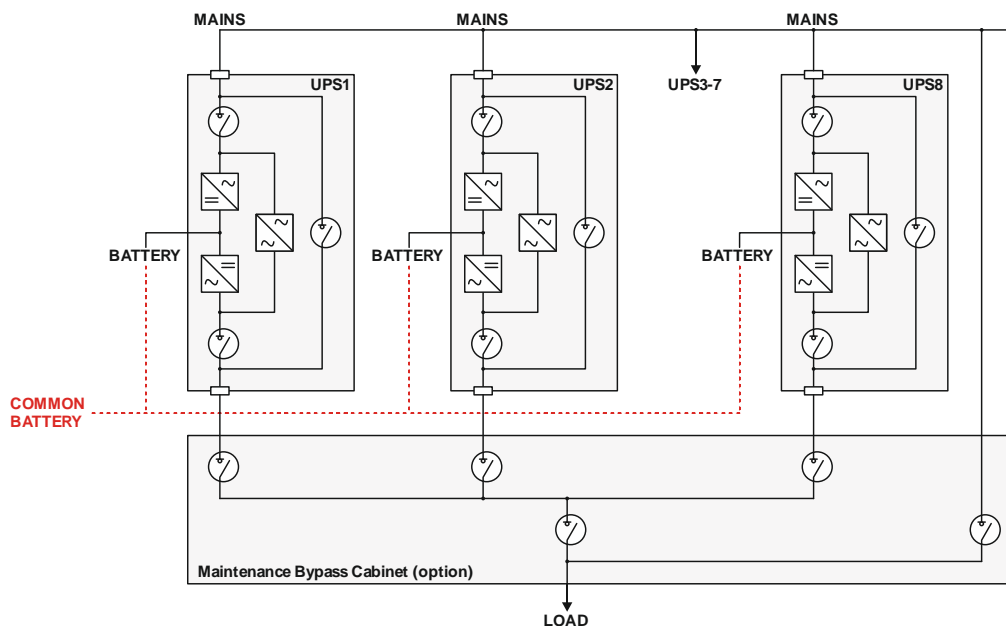 MAINS
MAINS
MAINS
UPS1
UPS2
UPS3-7
UPS8
BATTERY
BATTERY
BATTERY
COMMON
BATTERY
Maintenance Bypass Cabinet (option)
LOAD